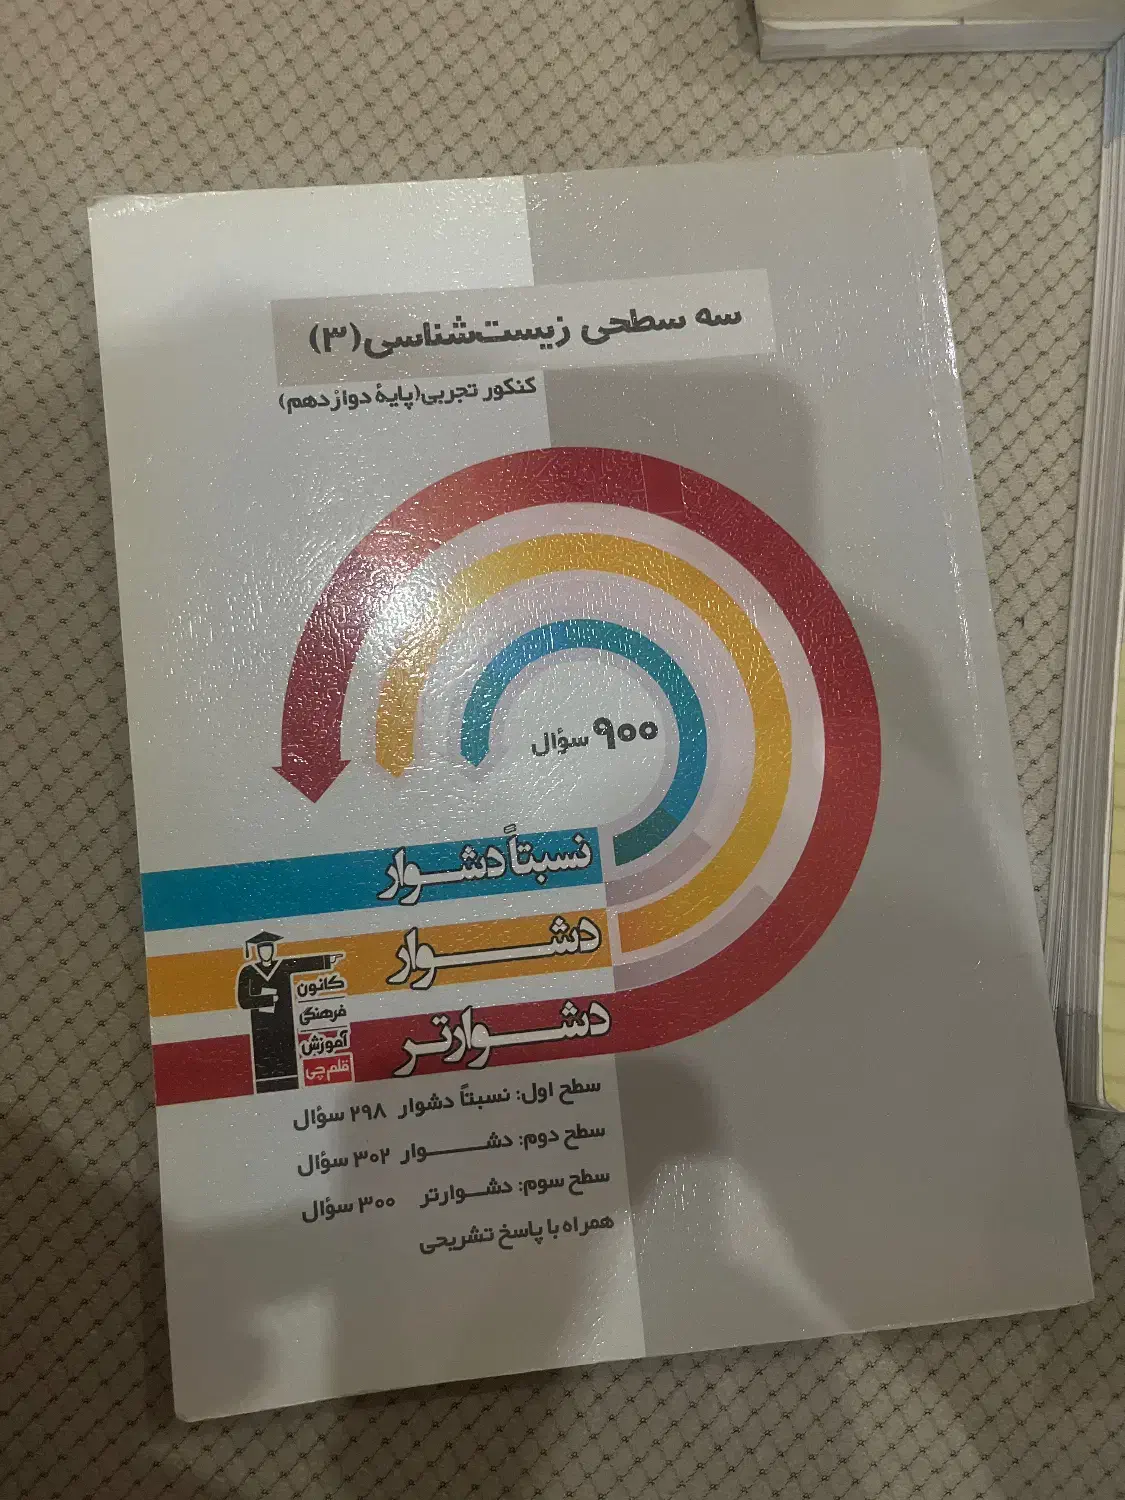 سه سطحی زیست‌شناسی (۳)
کنکور تجربی (پایهٔ دوازدهم)
۹۰۰ سؤال
نسبتاً دشوار
دشوار
دشوارتر
کانون
فرهنگی
آموزش
قلم‌چی
سطح اول: نسبتاً دشوار ۲۹۸ سؤال
سطح دوم: دشوار ۳۰۲ سؤال
سطح سوم: دشوارتر ۳۰۰ سؤال
همراه با پاسخ تشریحی